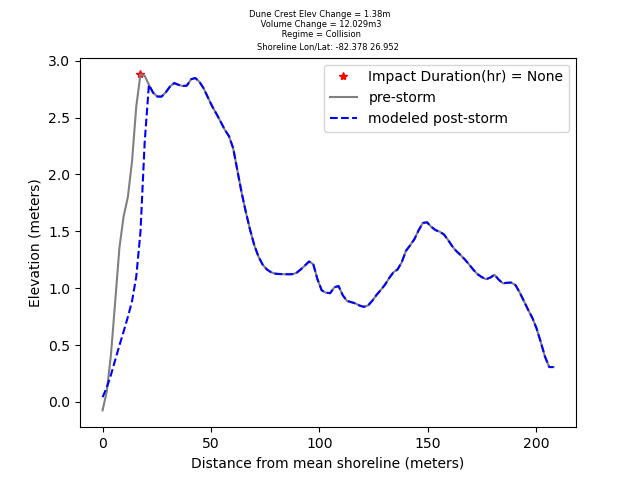 Dune Crest Elev Change = 1.38m
Volume Change = 12.029m3
Regime = Collision
Shoreline Lon/Lat: -82.378 26.952
Impact Duration(hr) = None
pre-storm
modeled post-storm
3.0
2.5
2.0
1.5
1.0
0.5
0.0
Elevation (meters)
0
50
100
150
200
Distance from mean shoreline (meters)